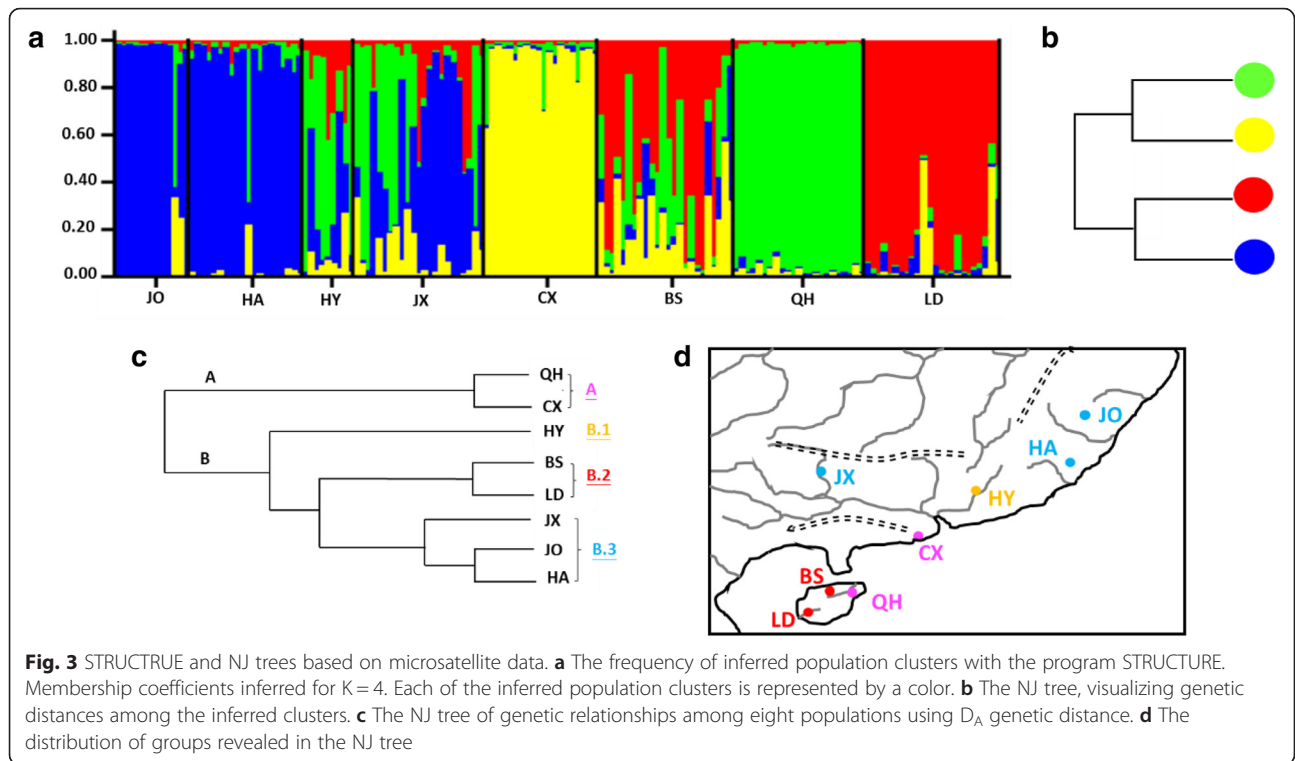 a
b
1.00
0.80
0.60
0.40
0.20
0.00
JO HA HY JX CX BS QH LD
c
d
A
B
QH
CX
HY
BS
LD
JX
JO
HA
A
B.1
B.2
B.3
JO
HA
JX
HY
CX
BS
QH
LD
Fig. 3 STRUCTRUE and NJ trees based on microsatellite data. a The frequency of inferred population clusters with the program STRUCTURE.
Membership coefficients inferred for K = 4. Each of the inferred population clusters is represented by a color. b The NJ tree, visualizing genetic
distances among the inferred clusters. c The NJ tree of genetic relationships among eight populations using DA genetic distance. d The
distribution of groups revealed in the NJ tree